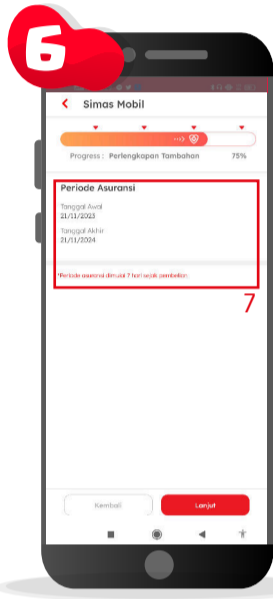 6
Simas Mobil
Progress : Perlengkapan Tambahan 75%
Periode Asuransi
Tanggal Awal
21/11/2023
Tanggal Akhir
21/11/2024
*Periode asuransi dimulai 7 hari sejak pembelian
7
Kembali
Lanjut